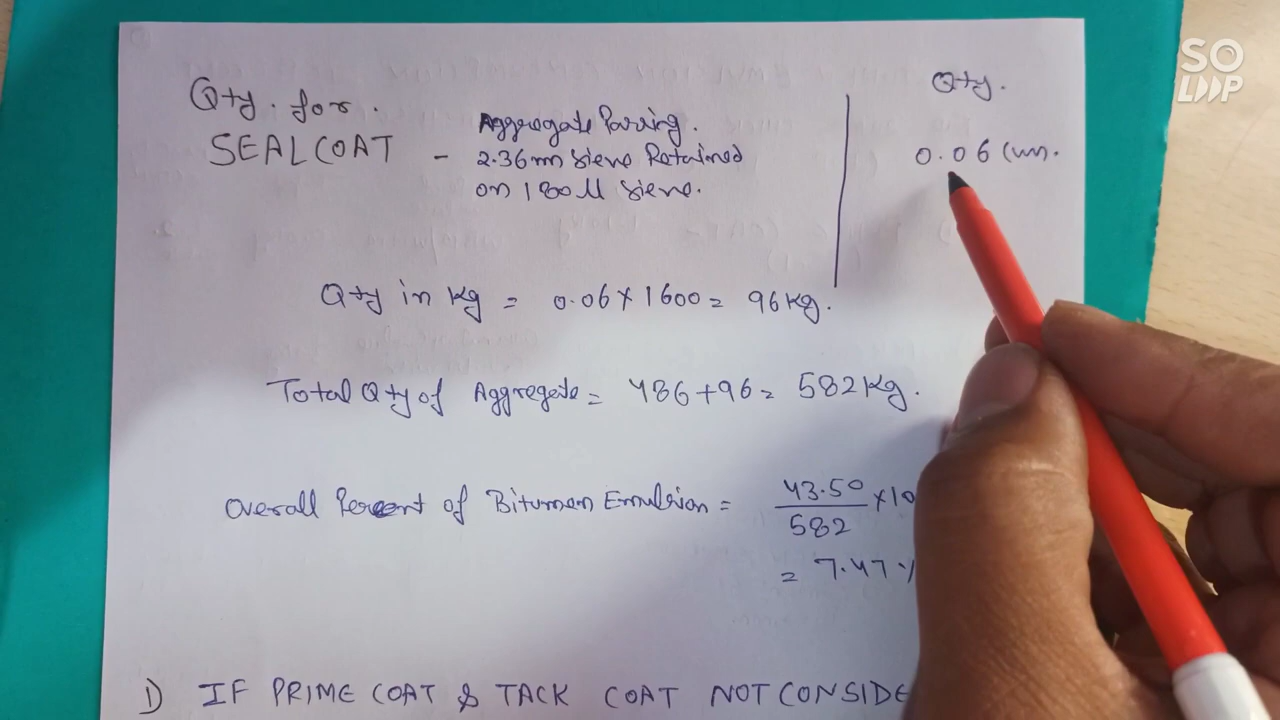 SO
LOOP
Qty. for.
SEALCOAT - Aggregate Passing.
2.36mm sieve Retained
on 180 U sieve.
Qty.
0.06 Cum.
Qty in kg = 0.06 x 1600 = 96 kg.
Total Qty of Aggregate = 486+96 = 582 Kg.
Overall Percent of Bitumen Emulsion = 43.50
582 x 10
= 7.47 %
1) IF PRIME COAT & TACK COAT NOT CONSIDE